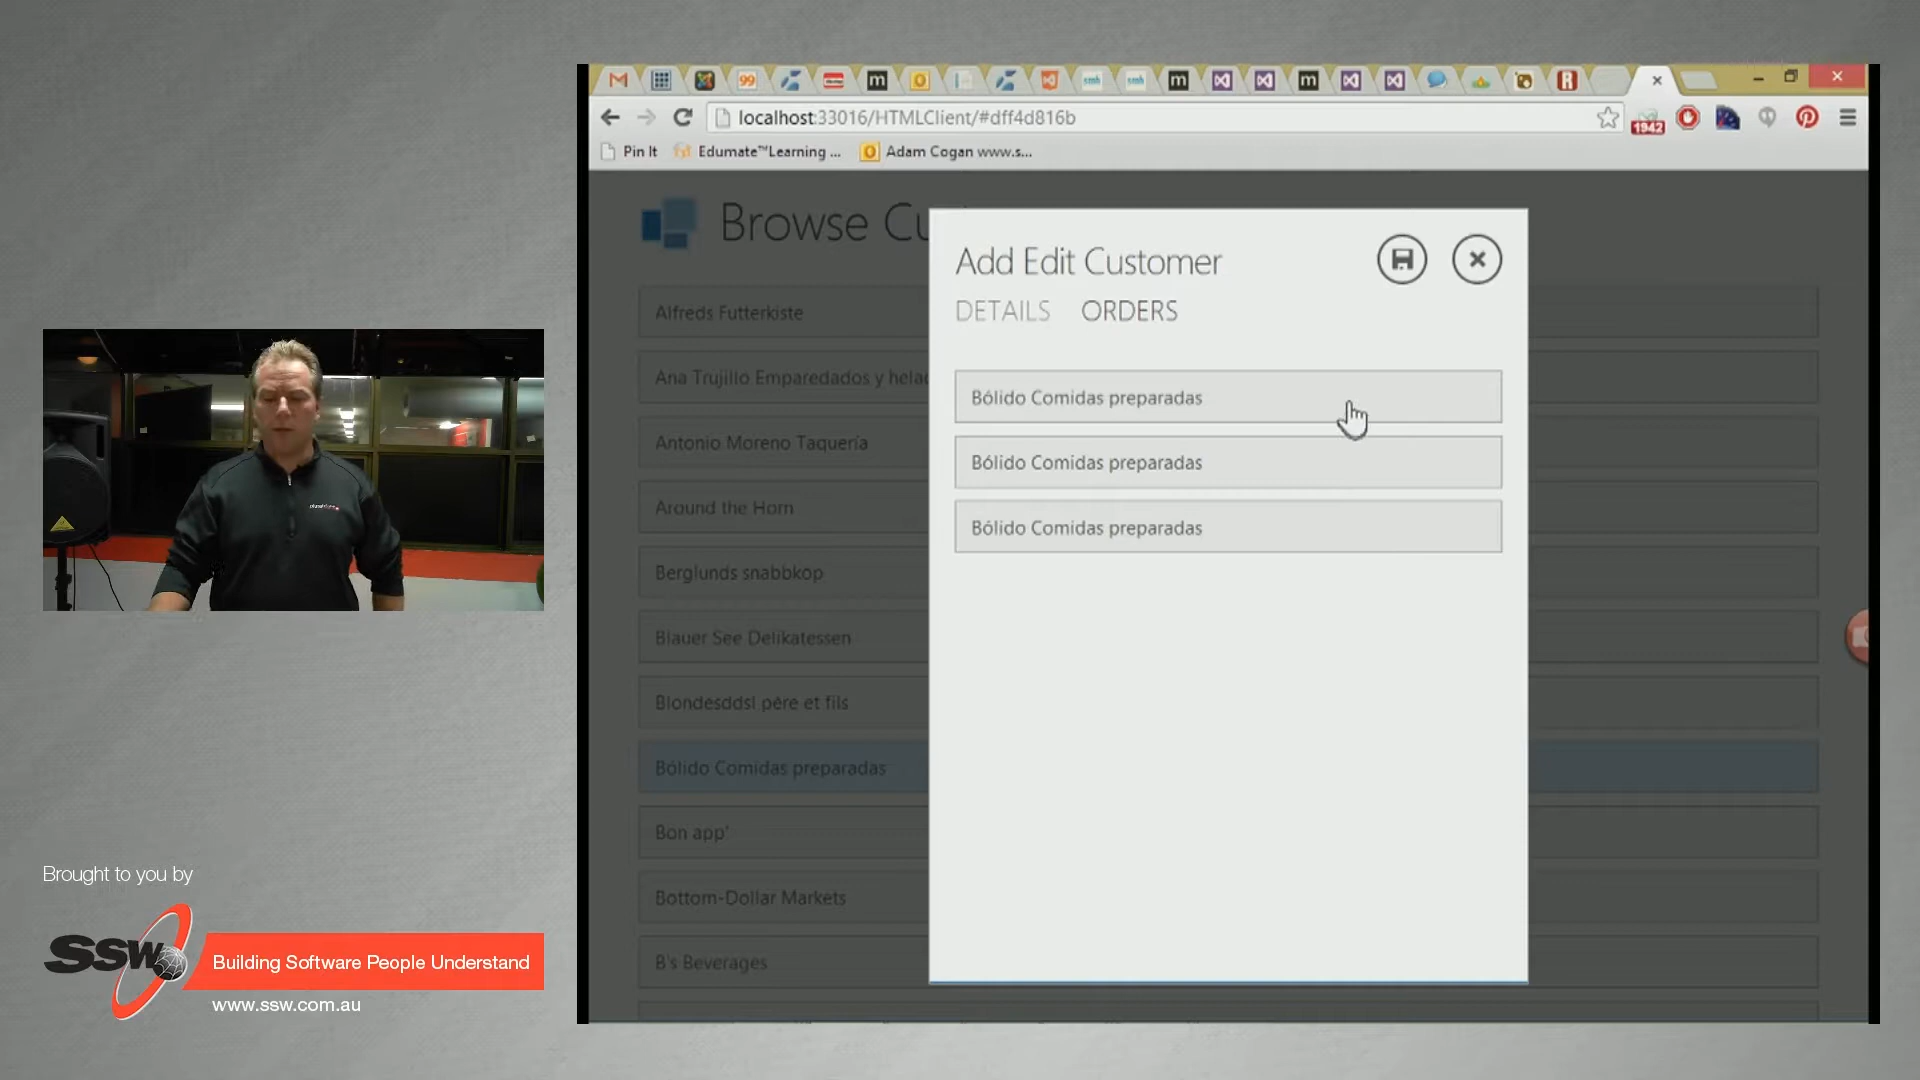 localhost:33016/HTMLClient/#dff4d816b
1942
Pin It
Edumate™Learning ...
Adam Cogan www.s...
Browse Cu
Add Edit Customer
DETAILS ORDERS
Bólido Comidas preparadas
Bólido Comidas preparadas
Bólido Comidas preparadas
Alfreds Futterkiste
Ana Trujillo Emparedados y hela
Antonio Moreno Taquería
Around the Horn
Berglunds snabbkop
Blauer See Delikatessen
Blondesddsl père et fils
Bólido Comidas preparadas
Bon app'
Bottom-Dollar Markets
B's Beverages
Brought to you by
SSW
Building Software People Understand
www.ssw.com.au